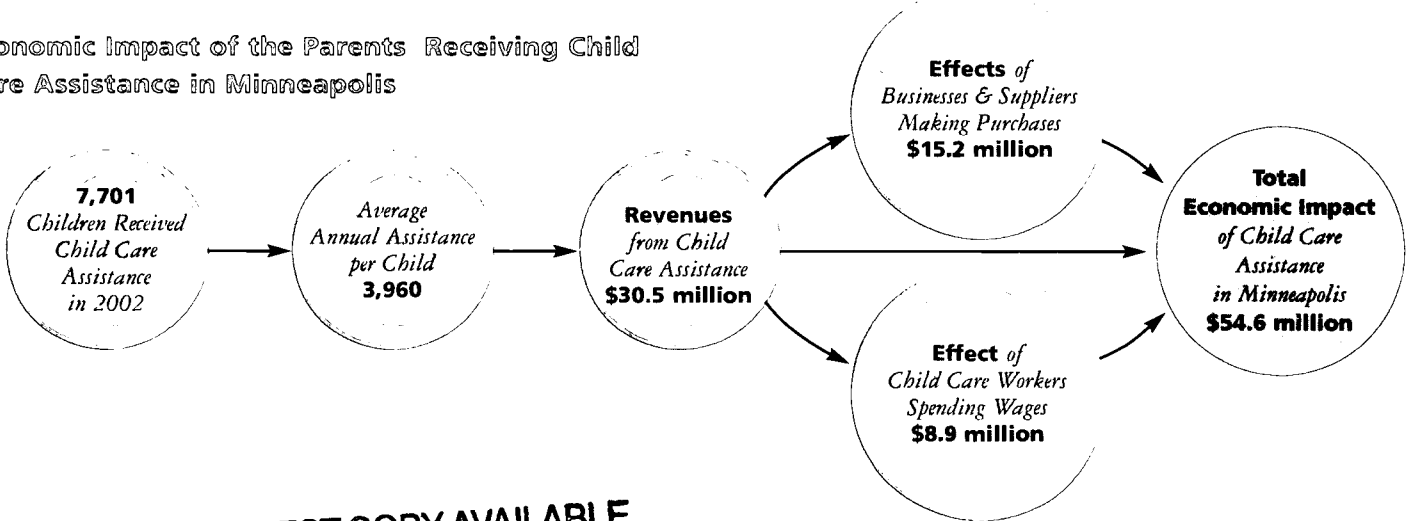 onomic Impact of the Parents Receiving Child
re Assistance in Minneapolis
7,701
Children Received
Child Care
Assistance
in 2002
Average
Annual Assistance
per Child
3,960
Revenues
from Child
Care Assistance
$30.5 million
Effects of
Businesses & Suppliers
Making Purchases
$15.2 million
Effect of
Child Care Workers
Spending Wages
$8.9 million
Total
Economic Impact
of Child Care
Assistance
in Minneapolis
$54.6 million
COPY AVAILABLE